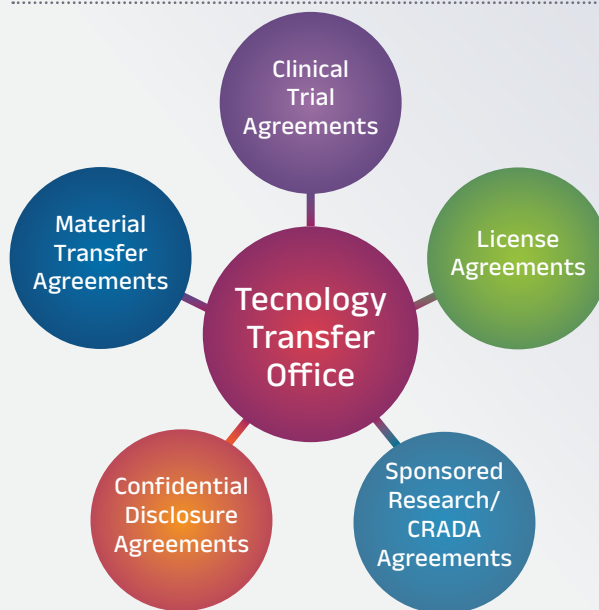 Clinical
Trial
Agreements
Material
Transfer
Agreements
License
Agreements
Tecnology
Transfer
Office
Confidential
Disclosure
Agreements
Sponsored
Research/
CRADA
Agreements